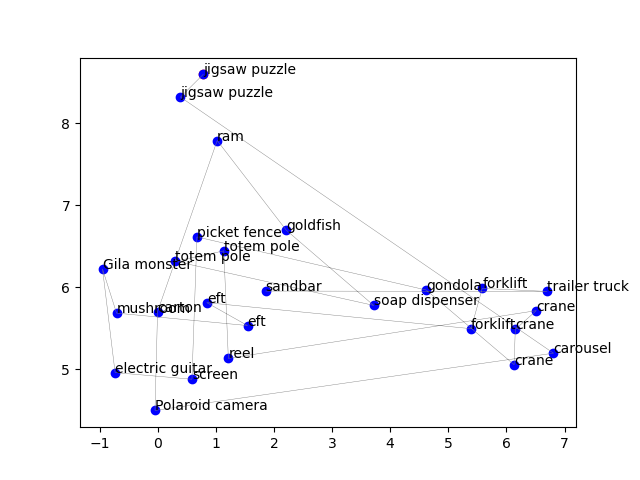 jigsaw puzzle
jigsaw puzzle
8
ram
7
goldfish
picket fence
totem pole
totem pole
Gila monster
6
sandbar
gondola
forklift
trailer truck
soap dispenser
eft
mushroom
carton
crane
eft
forklift
crane
reel
carousel
crane
5
electric guitar
screen
Polaroid camera
−1
0
1
2
3
4
5
6
7